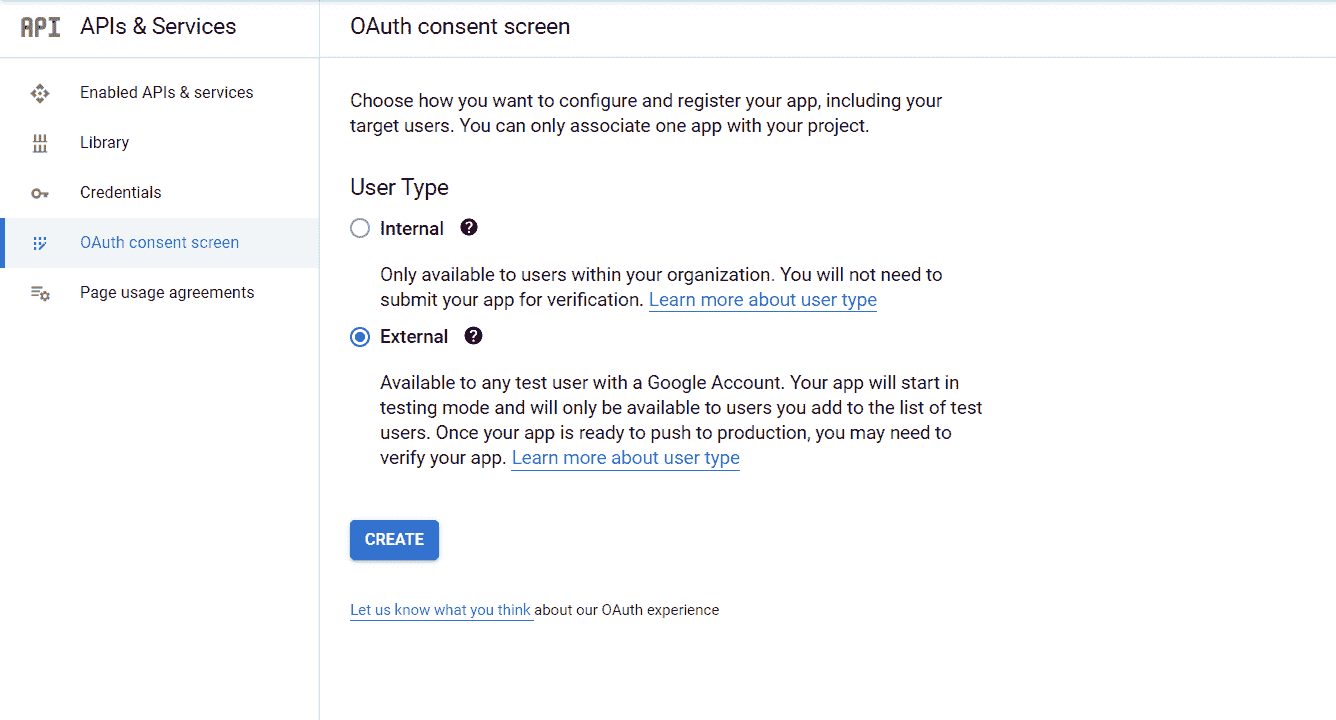 API APIs & Services
OAuth consent screen
Enabled APIs & services
Library
Credentials
OAuth consent screen
Page usage agreements
Choose how you want to configure and register your app, including your
target users. You can only associate one app with your project.
User Type
Internal ?
Only available to users within your organization. You will not need to
submit your app for verification. Learn more about user type
External ?
Available to any test user with a Google Account. Your app will start in
testing mode and will only be available to users you add to the list of test
users. Once your app is ready to push to production, you may need to
verify your app. Learn more about user type
CREATE
Let us know what you think about our OAuth experience